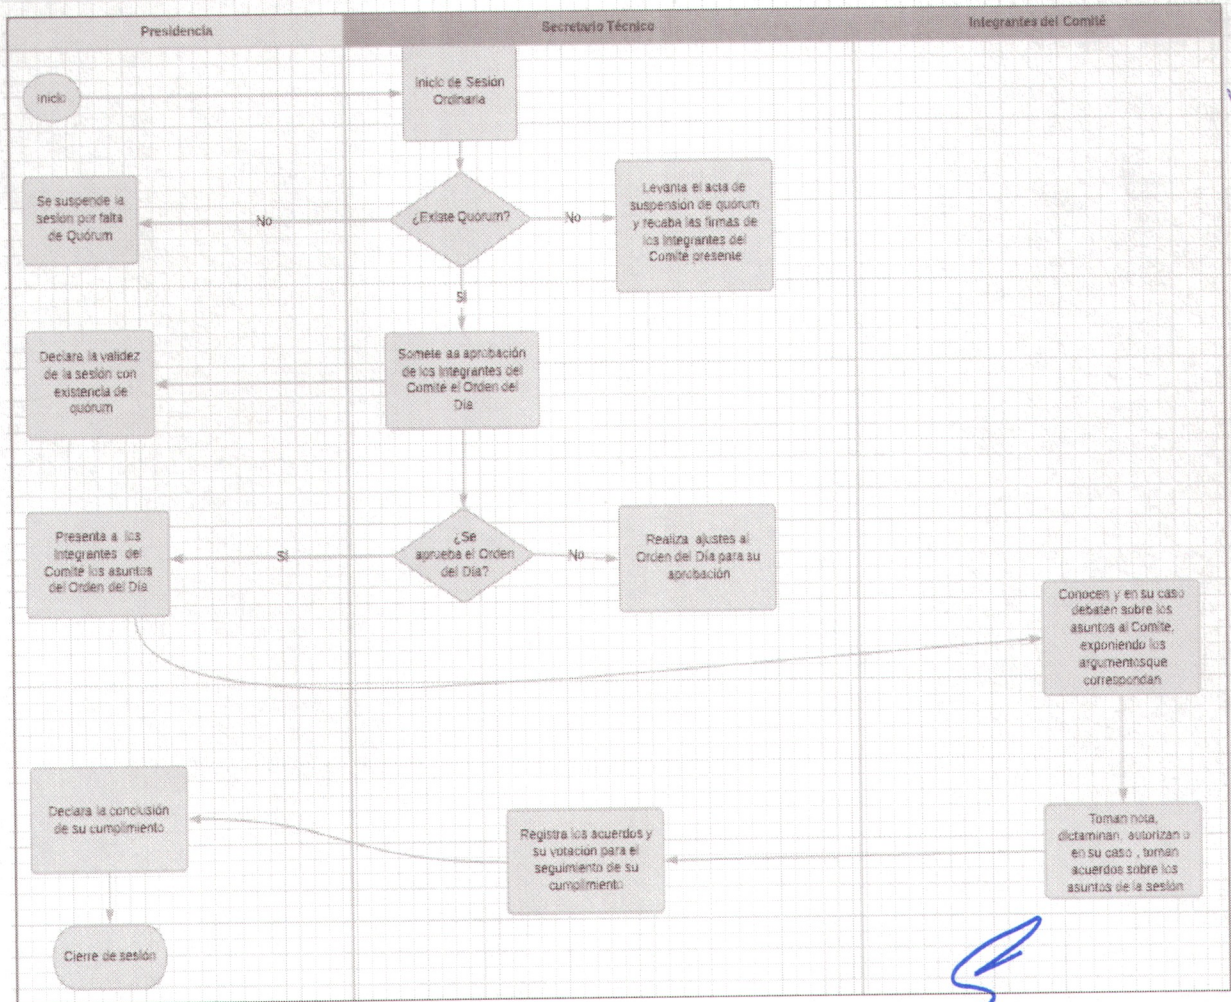 Presidencia
Secretario Técnico
Integrantes del Comité
Inicio
Inicio de Sesión
Ordinaria
Se suspende la
sesión por falta
de Quórum
No
¿Existe Quórum?
No
Levanta el acta de
suspensión de quórum
y recaba las firmas de
los Integrantes del
Comité presente
Sí
Declara la validez
de la sesión con
existencia de
quórum
Somete aa aprobación
de los Integrantes del
Comité el Orden del
Día
Presenta a los
Integrantes del
Comité los asuntos
del Orden del Día
Sí
¿Se
aprueba el Orden
del Día?
No
Realiza ajustes al
Orden del Día para su
aprobación
Conocen y en su caso
debaten sobre los
asuntos al Comité,
exponiendo los
argumentosque
correspondan
Declara la conclusión
de su cumplimiento
Registra los acuerdos y
su votación para el
seguimiento de su
cumplimiento
Toman nota,
dictaminan, autorizan o
en su caso , toman
acuerdos sobre los
asuntos de la sesión
Cierre de sesión